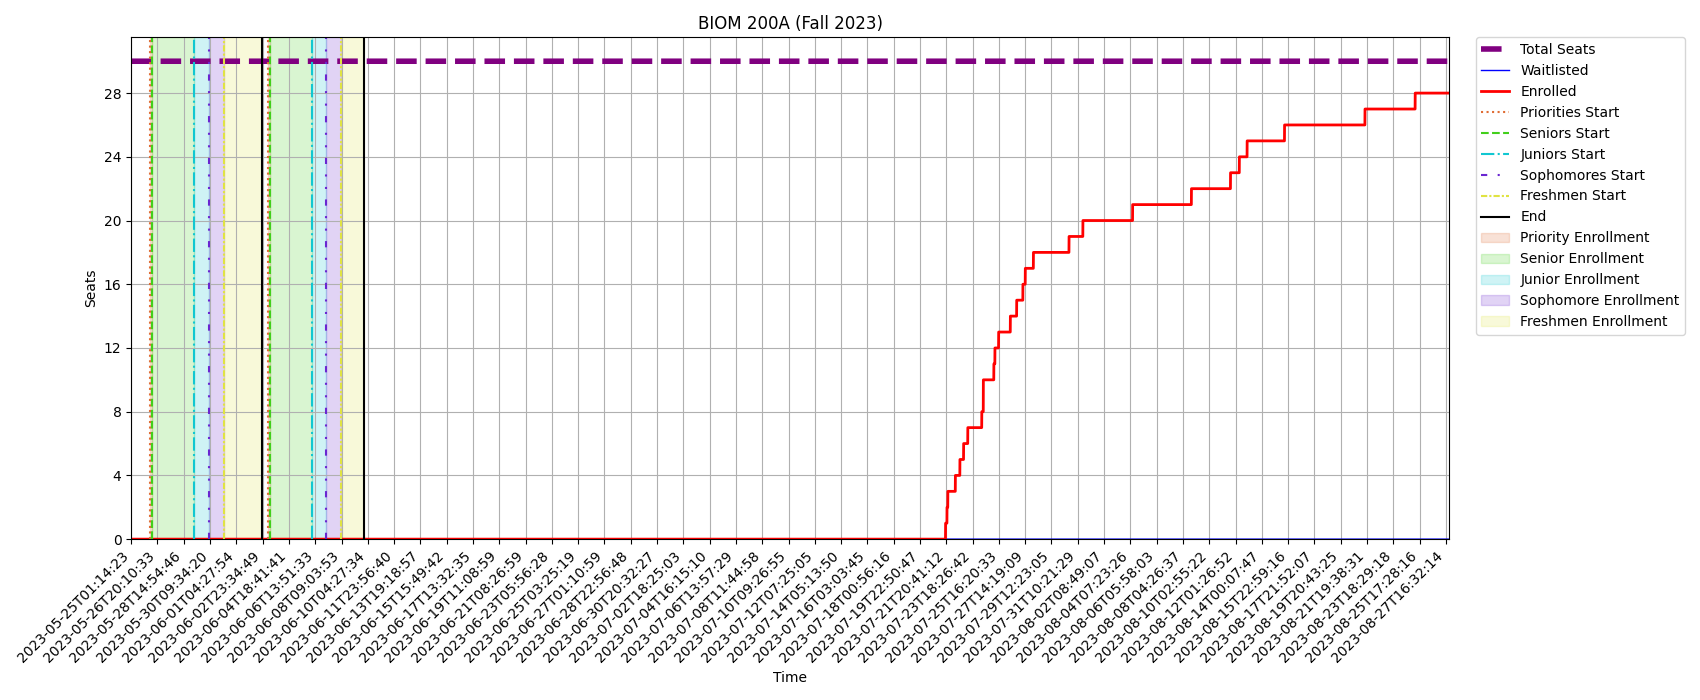 BIOM 200A (Fall 2023)
Total Seats
Waitlisted
Enrolled
Priorities Start
Seniors Start
Juniors Start
Sophomores Start
Freshmen Start
End
Priority Enrollment
Senior Enrollment
Junior Enrollment
Sophomore Enrollment
Freshmen Enrollment
Seats
28
24
20
16
12
8
4
0
2023-05-25T01:14:23
2023-05-26T20:10:33
2023-05-28T14:54:46
2023-05-30T09:34:20
2023-06-01T04:27:54
2023-06-02T23:34:49
2023-06-04T18:41:41
2023-06-06T13:51:33
2023-06-08T09:03:53
2023-06-10T04:27:34
2023-06-11T23:56:40
2023-06-13T19:18:57
2023-06-15T15:49:42
2023-06-17T13:32:35
2023-06-19T11:08:59
2023-06-21T08:26:59
2023-06-23T05:56:28
2023-06-25T03:25:19
2023-06-27T01:10:59
2023-06-28T22:56:48
2023-06-30T20:32:27
2023-07-02T18:25:03
2023-07-04T16:15:10
2023-07-06T13:57:29
2023-07-08T11:44:58
2023-07-10T09:26:55
2023-07-12T07:25:05
2023-07-14T05:13:50
2023-07-16T03:03:45
2023-07-18T00:56:16
2023-07-19T22:50:47
2023-07-21T20:41:12
2023-07-23T18:26:42
2023-07-25T16:20:33
2023-07-27T14:19:09
2023-07-29T12:23:05
2023-07-31T10:21:29
2023-08-02T08:49:07
2023-08-04T07:23:26
2023-08-06T05:58:03
2023-08-08T04:26:37
2023-08-10T02:55:22
2023-08-12T01:26:52
2023-08-14T00:07:47
2023-08-15T22:59:16
2023-08-17T21:52:07
2023-08-19T20:43:25
2023-08-21T19:38:31
2023-08-23T18:29:18
2023-08-25T17:28:16
2023-08-27T16:32:14
Time